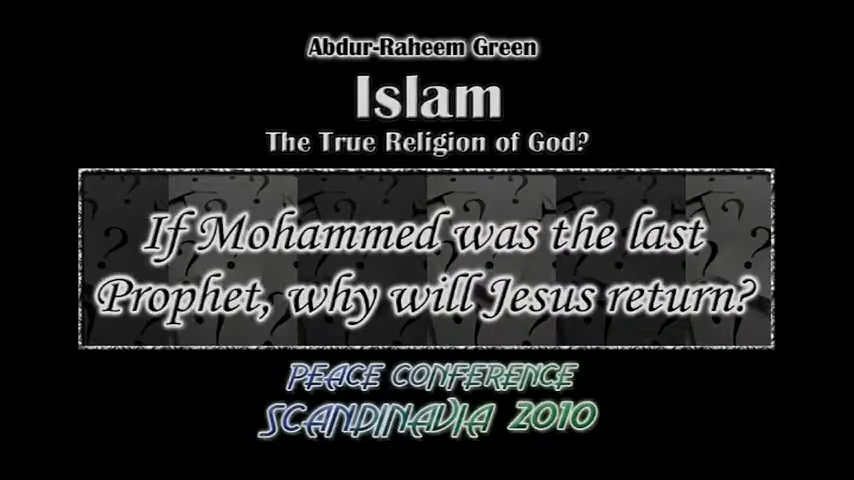 Abdur-Raheem Green
Islam
The True Religion of God?
If Mohammed was the last
Prophet, why will Jesus return?
PEACE CONFERENCE
SCANDINAVIA 2010